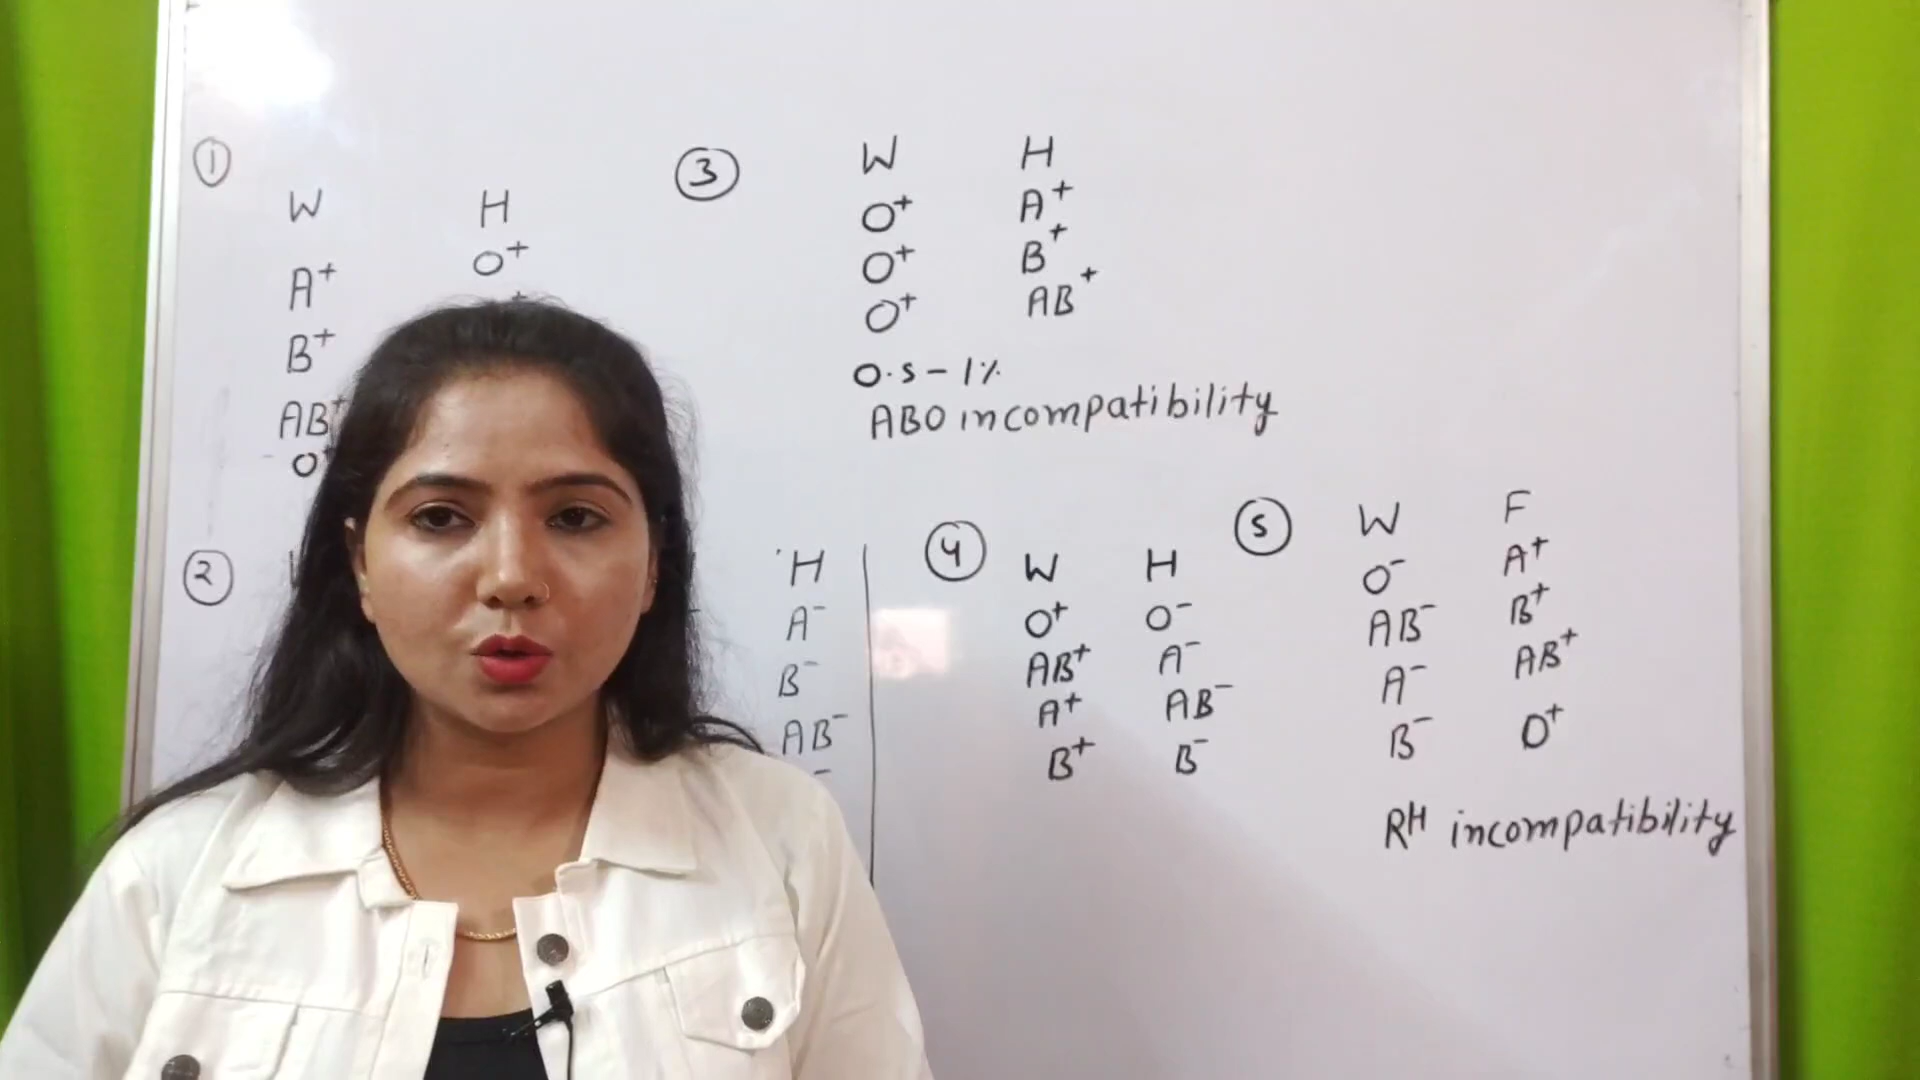 ①
W H
A⁺ O⁺
B⁺
AB⁺
O⁺
②
H
A⁻
B⁻
AB⁻
③
W H
O⁺ A⁺
O⁺ B⁺
O⁺ AB⁺
0.5 - 1%
ABO incompatibility
④
W H
O⁺ O⁻
AB⁺ A⁻
A⁺ AB⁻
B⁺ B⁻
⑤
W F
O⁻ A⁺
AB⁻ B⁺
A⁻ AB⁺
B⁻ O⁺
RH incompatibility